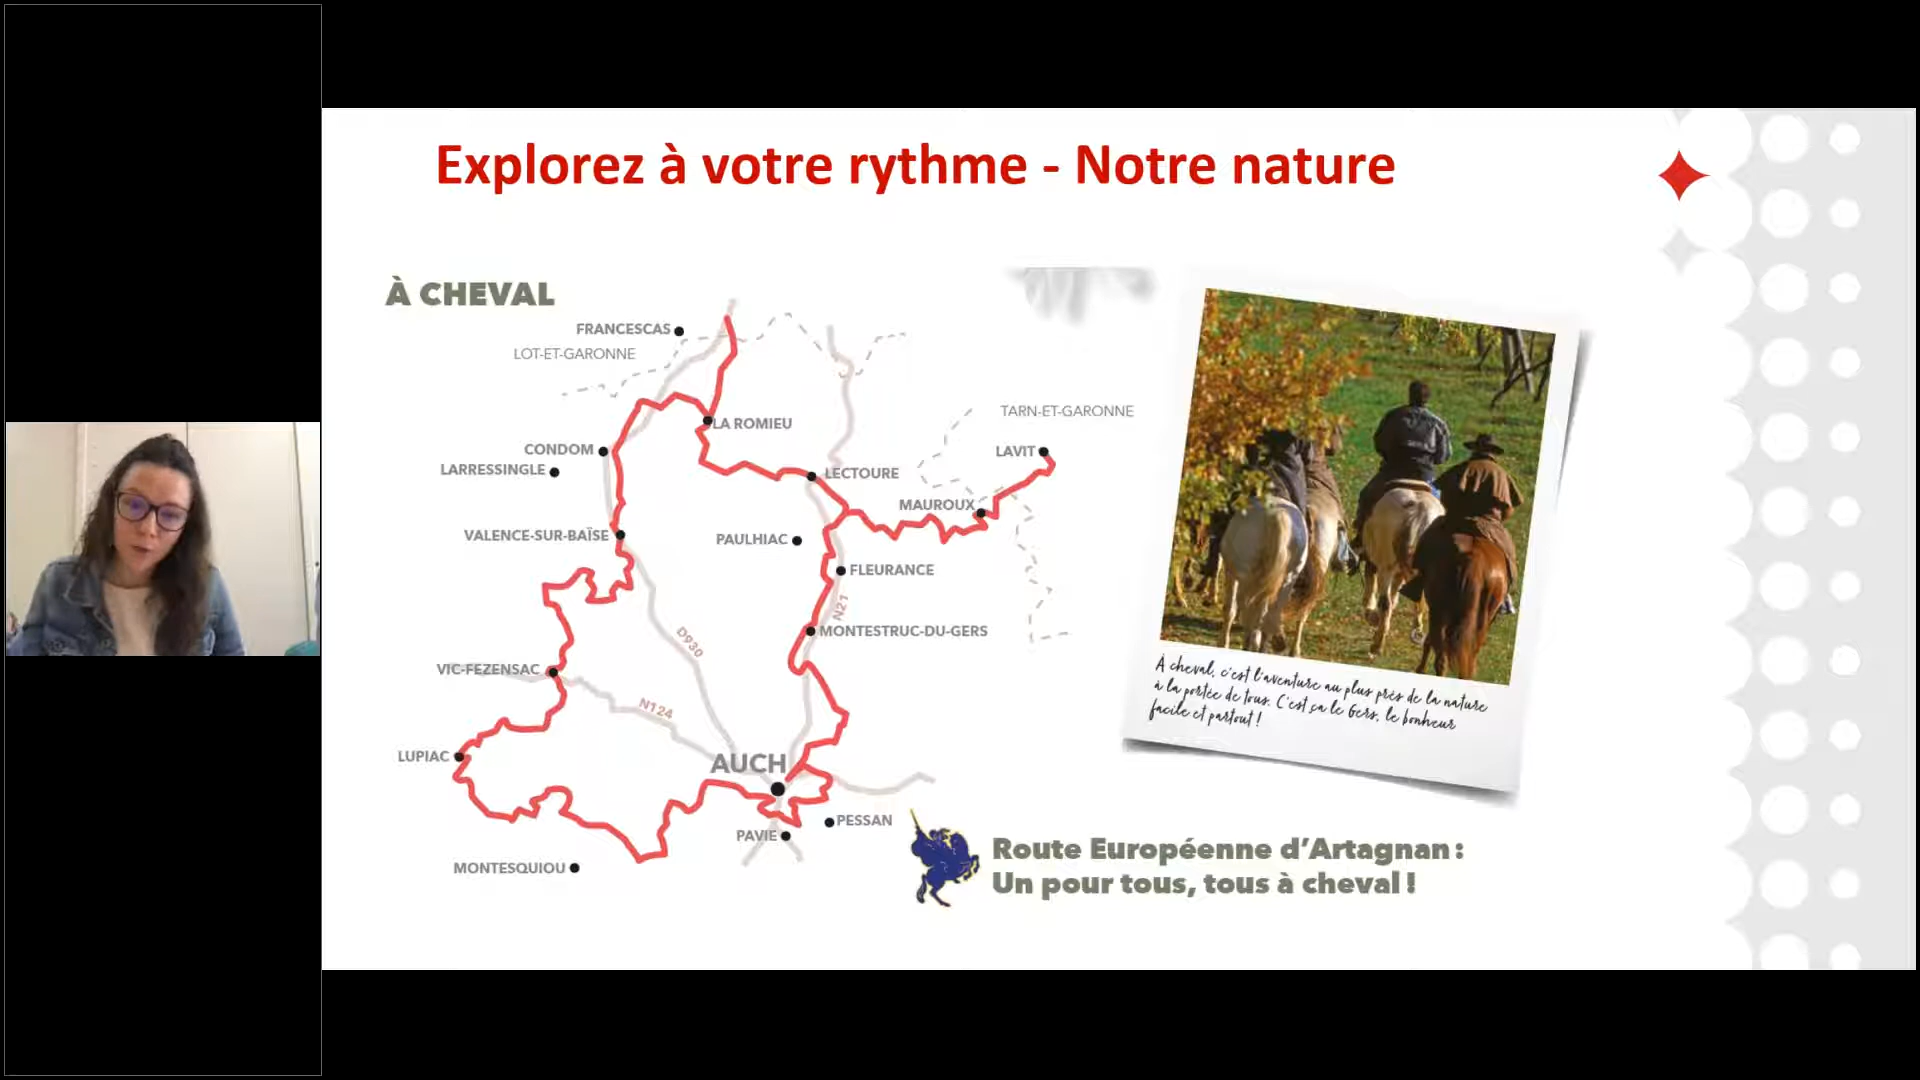 Explorez à votre rythme - Notre nature
À CHEVAL
FRANCESCAS
LOT-ET-GARONNE
TARN-ET-GARONNE
LA ROMIEU
CONDOM
LAVIT
LARRESSINGLE
LECTOURE
MAUROUX
VALENCE-SUR-BAÏSE
PAULHIAC
FLEURANCE
N21
MONTESTRUC-DU-GERS
D930
VIC-FEZENSAC
N124
LUPIAC
AUCH
PESSAN
PAVIE
MONTESQUIOU
À cheval, c'est l'aventure au plus près de la nature
à la portée de tous. C'est ça le Gers, le bonheur
facile et partout !
Route Européenne d'Artagnan :
Un pour tous, tous à cheval !